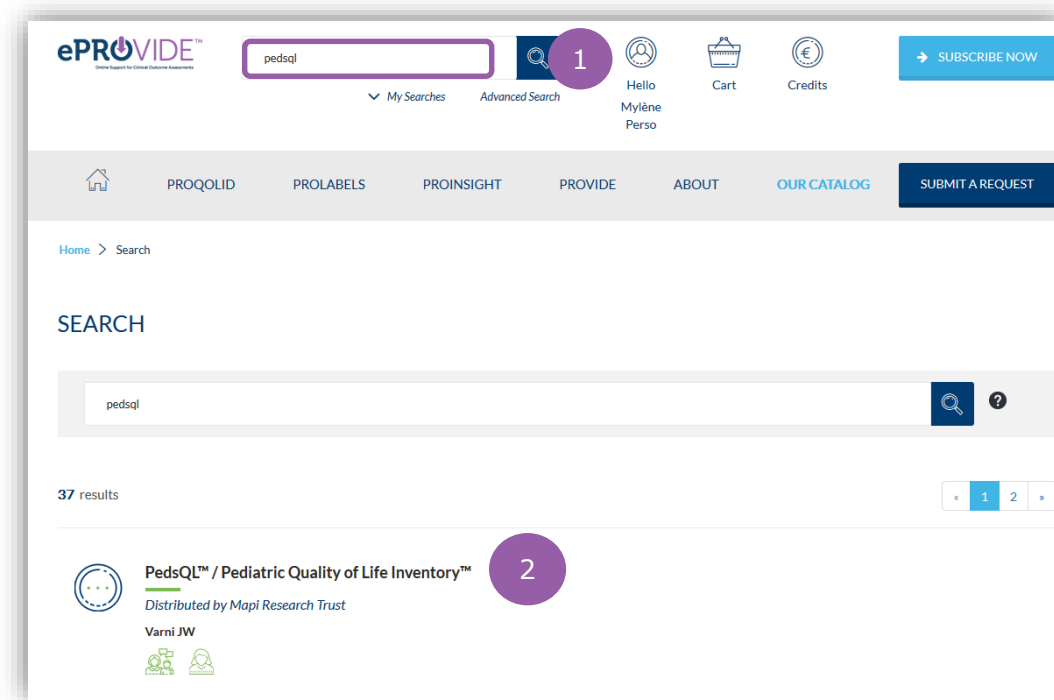 ePROVIDE™
Online Support for Clinical Outcome Assessments
pedsql
1
My Searches
Advanced Search
Hello
Mylène
Perso
Cart
€
Credits
SUBSCRIBE NOW
PROQOLID
PROLABELS
PROINSIGHT
PROVIDE
ABOUT
OUR CATALOG
SUBMIT A REQUEST
Home > Search
SEARCH
pedsql
?
37 results
« 1 2 »
PedsQL™ / Pediatric Quality of Life Inventory™
2
Distributed by Mapi Research Trust
Varni JW